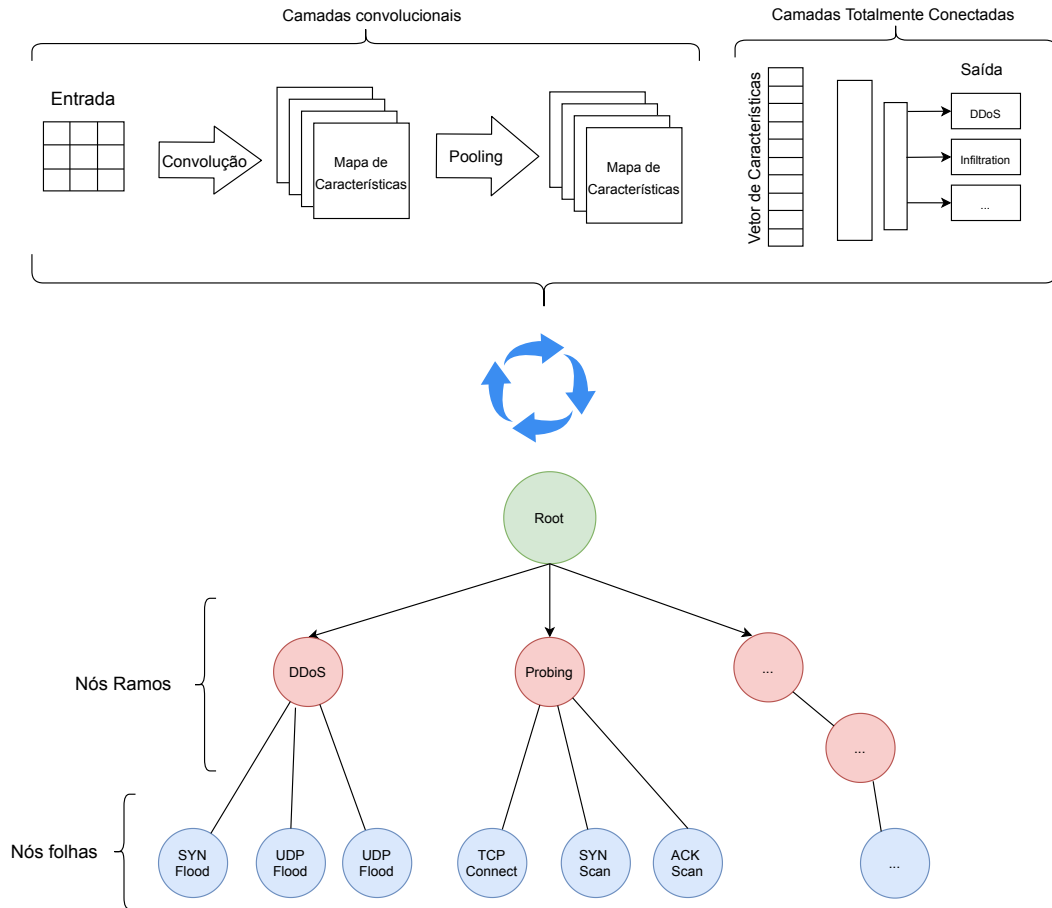 Camadas convolucionais
Camadas Totalmente Conectadas
Entrada
Convolução
Mapa de
Características
Pooling
Mapa de
Características
Vetor de Características
Saída
DDoS
Infiltration
...
Root
Nós Ramos
DDoS
Probing
...
...
Nós folhas
SYN
Flood
UDP
Flood
UDP
Flood
TCP
Connect
SYN
Scan
ACK
Scan
...